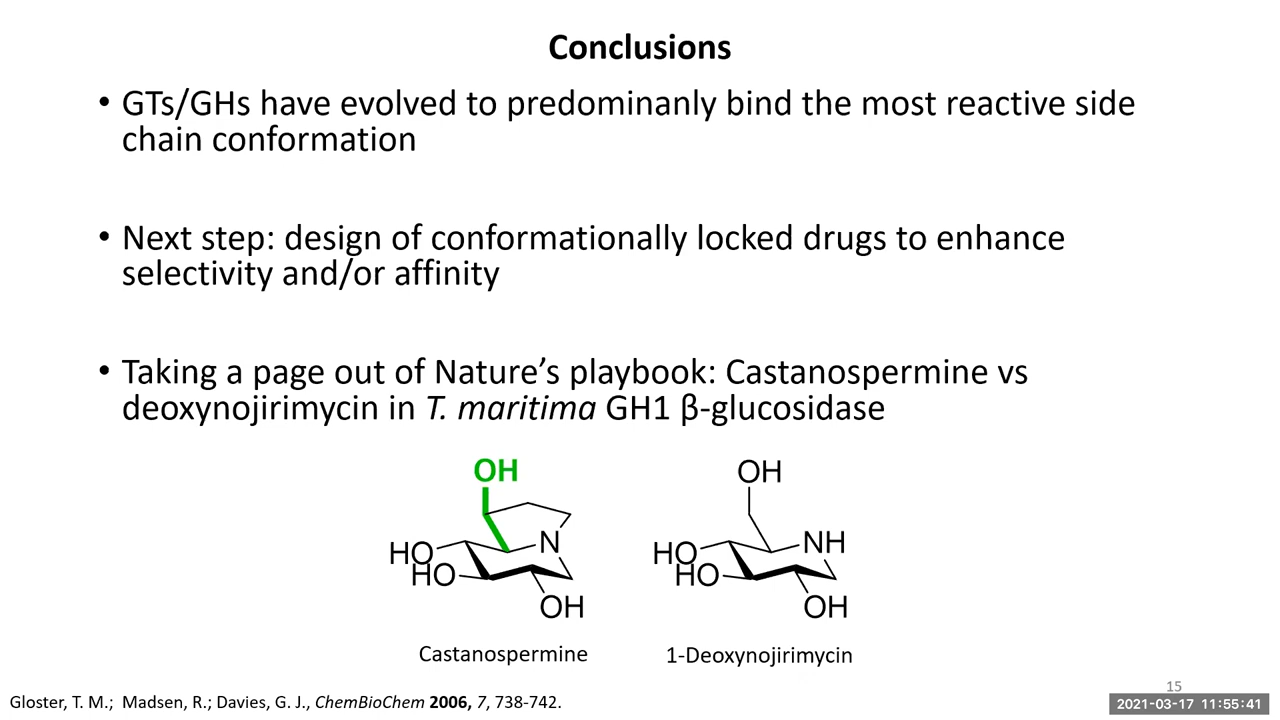 Conclusions
• GTs/GHs have evolved to predominanly bind the most reactive side
chain conformation
• Next step: design of conformationally locked drugs to enhance
selectivity and/or affinity
• Taking a page out of Nature’s playbook: Castanospermine vs
deoxynojirimycin in T. maritima GH1 β-glucosidase
OH
HO
HO
N
OH
OH
HO
HO
NH
OH
Castanospermine
1-Deoxynojirimycin
Gloster, T. M.; Madsen, R.; Davies, G. J., ChemBioChem 2006, 7, 738-742.
15
2021-03-17 11:55:41